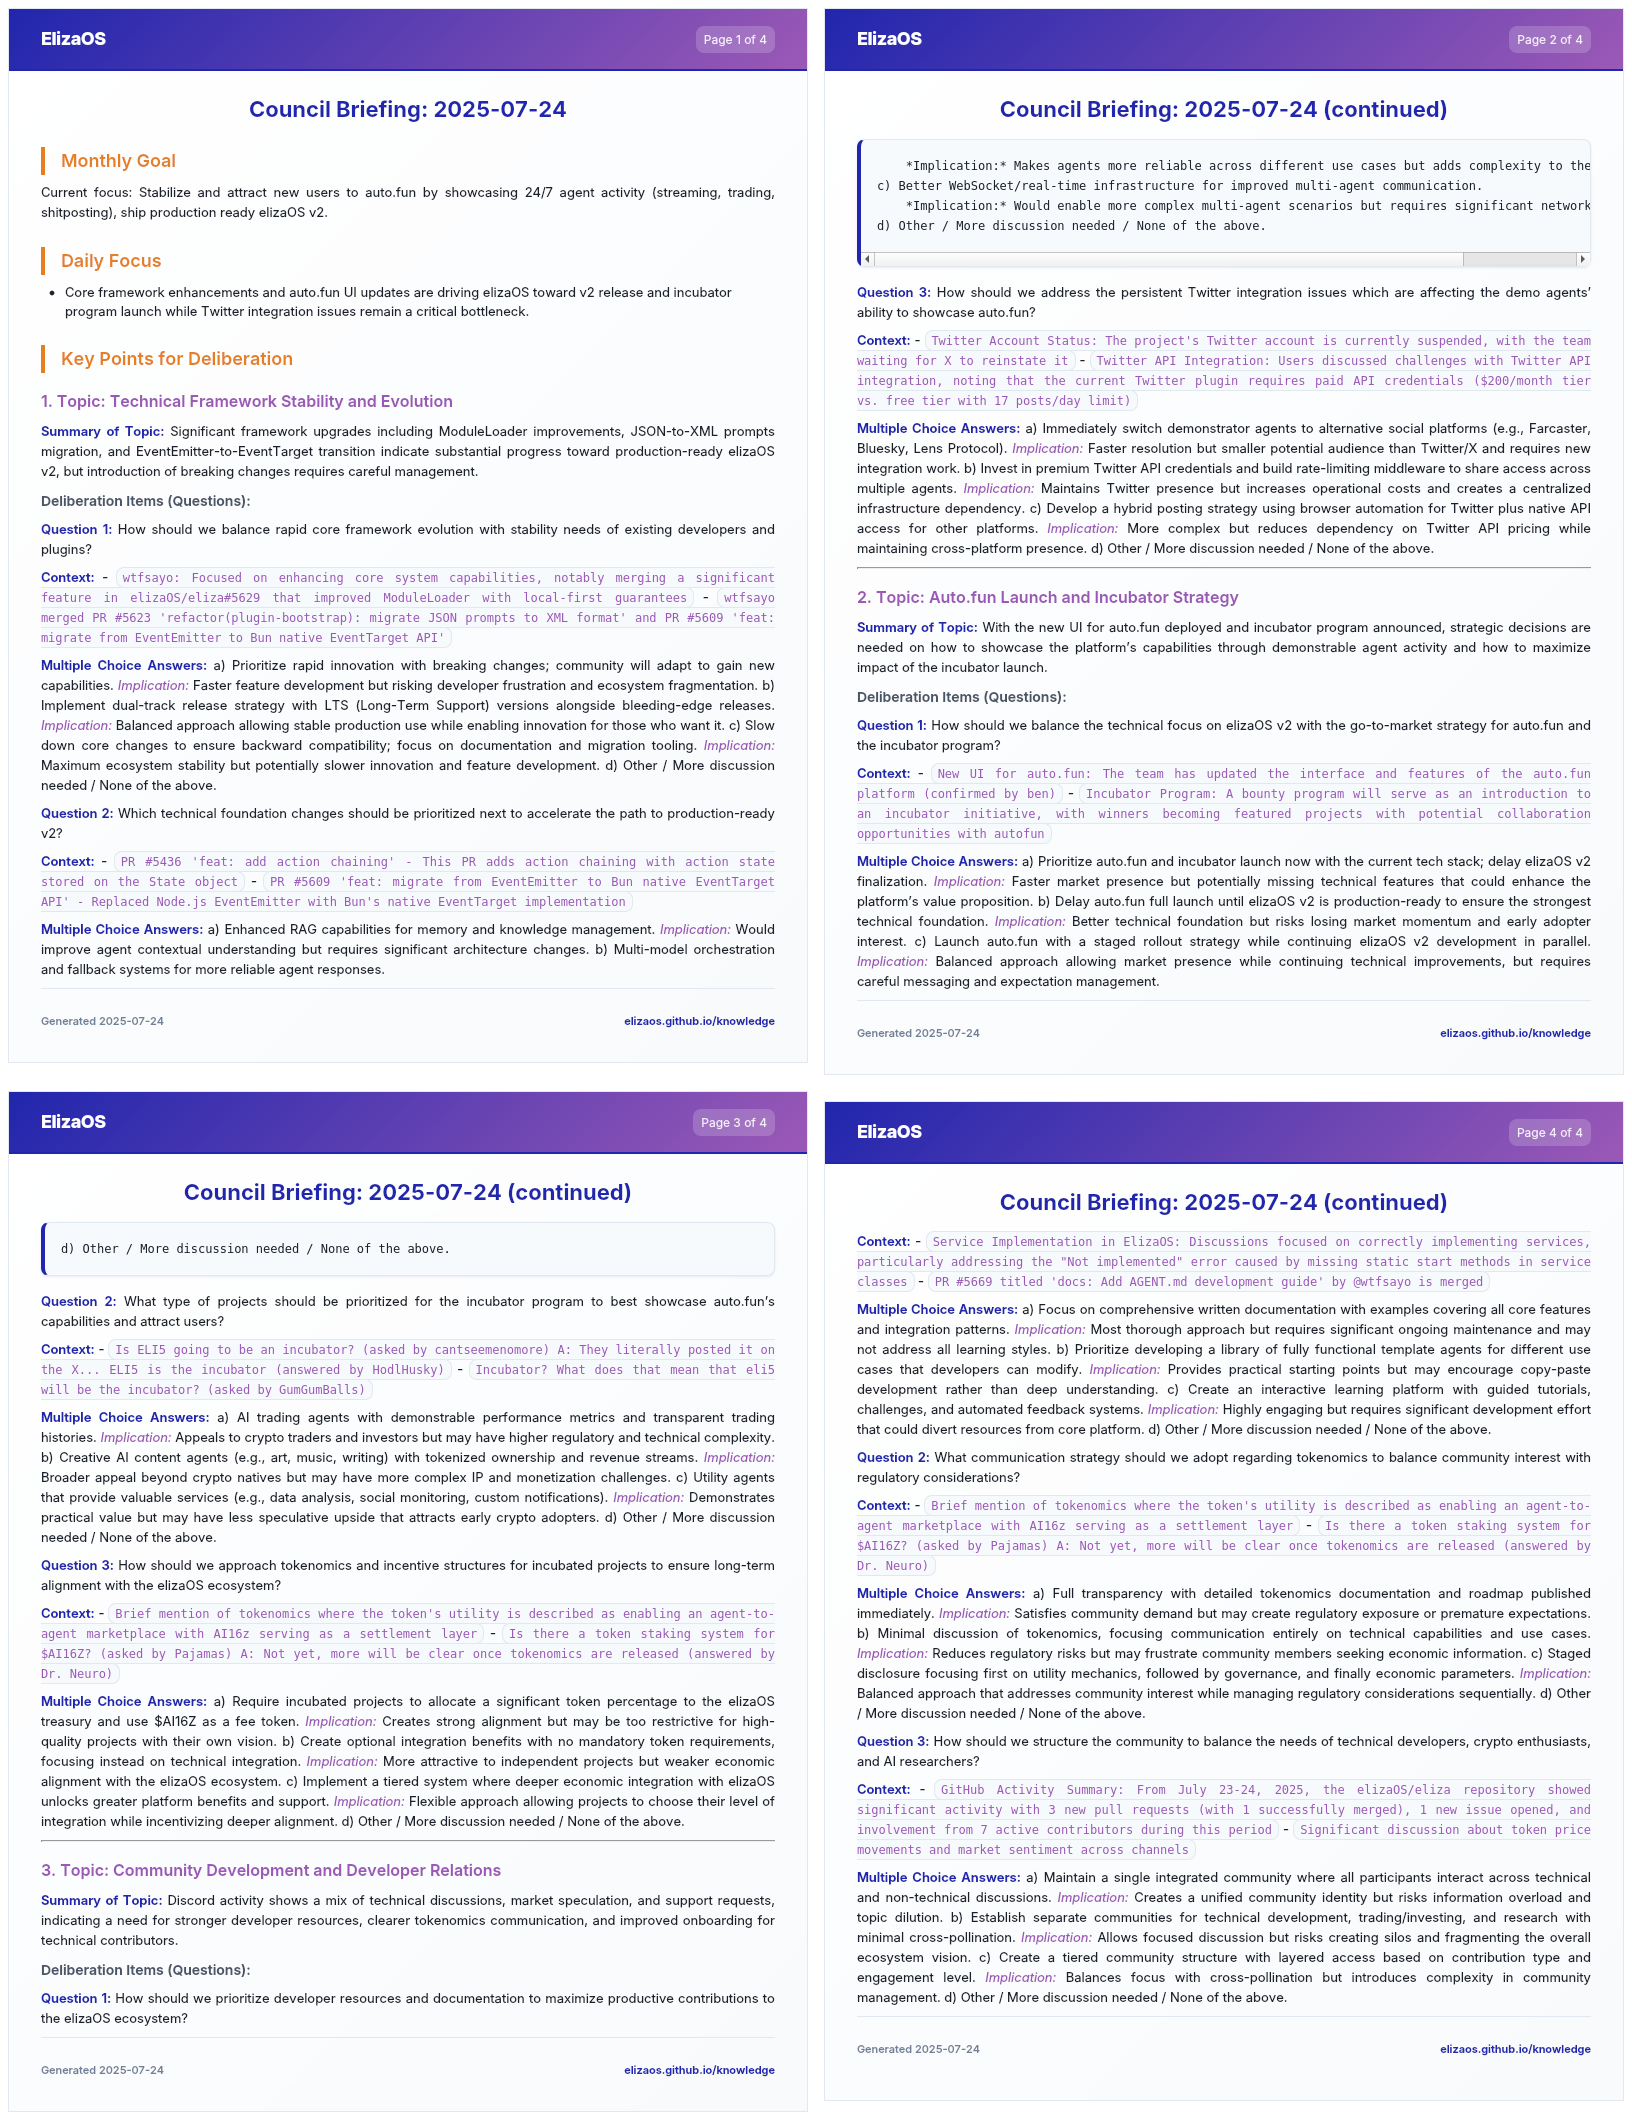 ElizaOS
Page 1 of 4
Council Briefing: 2025-07-24
Monthly Goal
Current focus: Stabilize and attract new users to auto.fun by showcasing 24/7 agent activity (streaming, trading,
shitposting), ship production ready elizaOS v2.
Daily Focus
• Core framework enhancements and auto.fun UI updates are driving elizaOS toward v2 release and incubator
program launch while Twitter integration issues remain a critical bottleneck.
Key Points for Deliberation
1. Topic: Technical Framework Stability and Evolution
Summary of Topic: Significant framework upgrades including ModuleLoader improvements, JSON-to-XML prompts
migration, and EventEmitter-to-EventTarget transition indicate substantial progress toward production-ready elizaOS
v2, but introduction of breaking changes requires careful management.
Deliberation Items (Questions):
Question 1: How should we balance rapid core framework evolution with stability needs of existing developers and
plugins?
Context: - wtfsayo: Focused on enhancing core system capabilities, notably merging a significant
feature in elizaOS/eliza#5629 that improved ModuleLoader with local-first guarantees - wtfsayo
merged PR #5623 'refactor(plugin-bootstrap): migrate JSON prompts to XML format' and PR #5609 'feat:
migrate from EventEmitter to Bun native EventTarget API'
Multiple Choice Answers: a) Prioritize rapid innovation with breaking changes; community will adapt to gain new
capabilities. Implication: Faster feature development but risking developer frustration and ecosystem fragmentation. b)
Implement dual-track release strategy with LTS (Long-Term Support) versions alongside bleeding-edge releases.
Implication: Balanced approach allowing stable production use while enabling innovation for those who want it. c) Slow
down core changes to ensure backward compatibility; focus on documentation and migration tooling. Implication:
Maximum ecosystem stability but potentially slower innovation and feature development. d) Other / More discussion
needed / None of the above.
Question 2: Which technical foundation changes should be prioritized next to accelerate the path to production-ready
v2?
Context: - PR #5436 'feat: add action chaining' - This PR adds action chaining with action state
stored on the State object - PR #5609 'feat: migrate from EventEmitter to Bun native EventTarget
API' - Replaced Node.js EventEmitter with Bun's native EventTarget implementation
Multiple Choice Answers: a) Enhanced RAG capabilities for memory and knowledge management. Implication: Would
improve agent contextual understanding but requires significant architecture changes. b) Multi-model orchestration
and fallback systems for more reliable agent responses.
Generated 2025-07-24
elizaos.github.io/knowledge
ElizaOS
Page 2 of 4
Council Briefing: 2025-07-24 (continued)
*Implication:* Makes agents more reliable across different use cases but adds complexity to the
c) Better WebSocket/real-time infrastructure for improved multi-agent communication.
*Implication:* Would enable more complex multi-agent scenarios but requires significant network
d) Other / More discussion needed / None of the above.
Question 3: How should we address the persistent Twitter integration issues which are affecting the demo agents’
ability to showcase auto.fun?
Context: - Twitter Account Status: The project's Twitter account is currently suspended, with the team
waiting for X to reinstate it - Twitter API Integration: Users discussed challenges with Twitter API
integration, noting that the current Twitter plugin requires paid API credentials ($200/month tier
vs. free tier with 17 posts/day limit)
Multiple Choice Answers: a) Immediately switch demonstrator agents to alternative social platforms (e.g., Farcaster,
Bluesky, Lens Protocol). Implication: Faster resolution but smaller potential audience than Twitter/X and requires new
integration work. b) Invest in premium Twitter API credentials and build rate-limiting middleware to share access across
multiple agents. Implication: Maintains Twitter presence but increases operational costs and creates a centralized
infrastructure dependency. c) Develop a hybrid posting strategy using browser automation for Twitter plus native API
access for other platforms. Implication: More complex but reduces dependency on Twitter API pricing while
maintaining cross-platform presence. d) Other / More discussion needed / None of the above.
2. Topic: Auto.fun Launch and Incubator Strategy
Summary of Topic: With the new UI for auto.fun deployed and incubator program announced, strategic decisions are
needed on how to showcase the platform’s capabilities through demonstrable agent activity and how to maximize
impact of the incubator launch.
Deliberation Items (Questions):
Question 1: How should we balance the technical focus on elizaOS v2 with the go-to-market strategy for auto.fun and
the incubator program?
Context: - New UI for auto.fun: The team has updated the interface and features of the auto.fun
platform (confirmed by ben) - Incubator Program: A bounty program will serve as an introduction to
an incubator initiative, with winners becoming featured projects with potential collaboration
opportunities with autofun
Multiple Choice Answers: a) Prioritize auto.fun and incubator launch now with the current tech stack; delay elizaOS v2
finalization. Implication: Faster market presence but potentially missing technical features that could enhance the
platform’s value proposition. b) Delay auto.fun full launch until elizaOS v2 is production-ready to ensure the strongest
technical foundation. Implication: Better technical foundation but risks losing market momentum and early adopter
interest. c) Launch auto.fun with a staged rollout strategy while continuing elizaOS v2 development in parallel.
Implication: Balanced approach allowing market presence while continuing technical improvements, but requires
careful messaging and expectation management.
Generated 2025-07-24
elizaos.github.io/knowledge
ElizaOS
Page 3 of 4
Council Briefing: 2025-07-24 (continued)
d) Other / More discussion needed / None of the above.
Question 2: What type of projects should be prioritized for the incubator program to best showcase auto.fun’s
capabilities and attract users?
Context: - Is ELI5 going to be an incubator? (asked by cantseemenomore) A: They literally posted it on
the X... ELI5 is the incubator (answered by HodlHusky) - Incubator? What does that mean that eli5
will be the incubator? (asked by GumGumBalls)
Multiple Choice Answers: a) AI trading agents with demonstrable performance metrics and transparent trading
histories. Implication: Appeals to crypto traders and investors but may have higher regulatory and technical complexity.
b) Creative AI content agents (e.g., art, music, writing) with tokenized ownership and revenue streams. Implication:
Broader appeal beyond crypto natives but may have more complex IP and monetization challenges. c) Utility agents
that provide valuable services (e.g., data analysis, social monitoring, custom notifications). Implication: Demonstrates
practical value but may have less speculative upside that attracts early crypto adopters. d) Other / More discussion
needed / None of the above.
Question 3: How should we approach tokenomics and incentive structures for incubated projects to ensure long-term
alignment with the elizaOS ecosystem?
Context: - Brief mention of tokenomics where the token's utility is described as enabling an agent-to-
agent marketplace with AI16z serving as a settlement layer - Is there a token staking system for
$AI16Z? (asked by Pajamas) A: Not yet, more will be clear once tokenomics are released (answered by
Dr. Neuro)
Multiple Choice Answers: a) Require incubated projects to allocate a significant token percentage to the elizaOS
treasury and use $AI16Z as a fee token. Implication: Creates strong alignment but may be too restrictive for high-
quality projects with their own vision. b) Create optional integration benefits with no mandatory token requirements,
focusing instead on technical integration. Implication: More attractive to independent projects but weaker economic
alignment with the elizaOS ecosystem. c) Implement a tiered system where deeper economic integration with elizaOS
unlocks greater platform benefits and support. Implication: Flexible approach allowing projects to choose their level of
integration while incentivizing deeper alignment. d) Other / More discussion needed / None of the above.
3. Topic: Community Development and Developer Relations
Summary of Topic: Discord activity shows a mix of technical discussions, market speculation, and support requests,
indicating a need for stronger developer resources, clearer tokenomics communication, and improved onboarding for
technical contributors.
Deliberation Items (Questions):
Question 1: How should we prioritize developer resources and documentation to maximize productive contributions to
the elizaOS ecosystem?
Generated 2025-07-24
elizaos.github.io/knowledge
ElizaOS
Page 4 of 4
Council Briefing: 2025-07-24 (continued)
Context: - Service Implementation in ElizaOS: Discussions focused on correctly implementing services,
particularly addressing the "Not implemented" error caused by missing static start methods in service
classes - PR #5669 titled 'docs: Add AGENT.md development guide' by @wtfsayo is merged
Multiple Choice Answers: a) Focus on comprehensive written documentation with examples covering all core features
and integration patterns. Implication: Most thorough approach but requires significant ongoing maintenance and may
not address all learning styles. b) Prioritize developing a library of fully functional template agents for different use
cases that developers can modify. Implication: Provides practical starting points but may encourage copy-paste
development rather than deep understanding. c) Create an interactive learning platform with guided tutorials,
challenges, and automated feedback systems. Implication: Highly engaging but requires significant development effort
that could divert resources from core platform. d) Other / More discussion needed / None of the above.
Question 2: What communication strategy should we adopt regarding tokenomics to balance community interest with
regulatory considerations?
Context: - Brief mention of tokenomics where the token's utility is described as enabling an agent-to-
agent marketplace with AI16z serving as a settlement layer - Is there a token staking system for
$AI16Z? (asked by Pajamas) A: Not yet, more will be clear once tokenomics are released (answered by
Dr. Neuro)
Multiple Choice Answers: a) Full transparency with detailed tokenomics documentation and roadmap published
immediately. Implication: Satisfies community demand but may create regulatory exposure or premature expectations.
b) Minimal discussion of tokenomics, focusing communication entirely on technical capabilities and use cases.
Implication: Reduces regulatory risks but may frustrate community members seeking economic information. c) Staged
disclosure focusing first on utility mechanics, followed by governance, and finally economic parameters. Implication:
Balanced approach that addresses community interest while managing regulatory considerations sequentially. d) Other
/ More discussion needed / None of the above.
Question 3: How should we structure the community to balance the needs of technical developers, crypto enthusiasts,
and AI researchers?
Context: - GitHub Activity Summary: From July 23-24, 2025, the elizaOS/eliza repository showed
significant activity with 3 new pull requests (with 1 successfully merged), 1 new issue opened, and
involvement from 7 active contributors during this period - Significant discussion about token price
movements and market sentiment across channels
Multiple Choice Answers: a) Maintain a single integrated community where all participants interact across technical
and non-technical discussions. Implication: Creates a unified community identity but risks information overload and
topic dilution. b) Establish separate communities for technical development, trading/investing, and research with
minimal cross-pollination. Implication: Allows focused discussion but risks creating silos and fragmenting the overall
ecosystem vision. c) Create a tiered community structure with layered access based on contribution type and
engagement level. Implication: Balances focus with cross-pollination but introduces complexity in community
management. d) Other / More discussion needed / None of the above.
Generated 2025-07-24
elizaos.github.io/knowledge